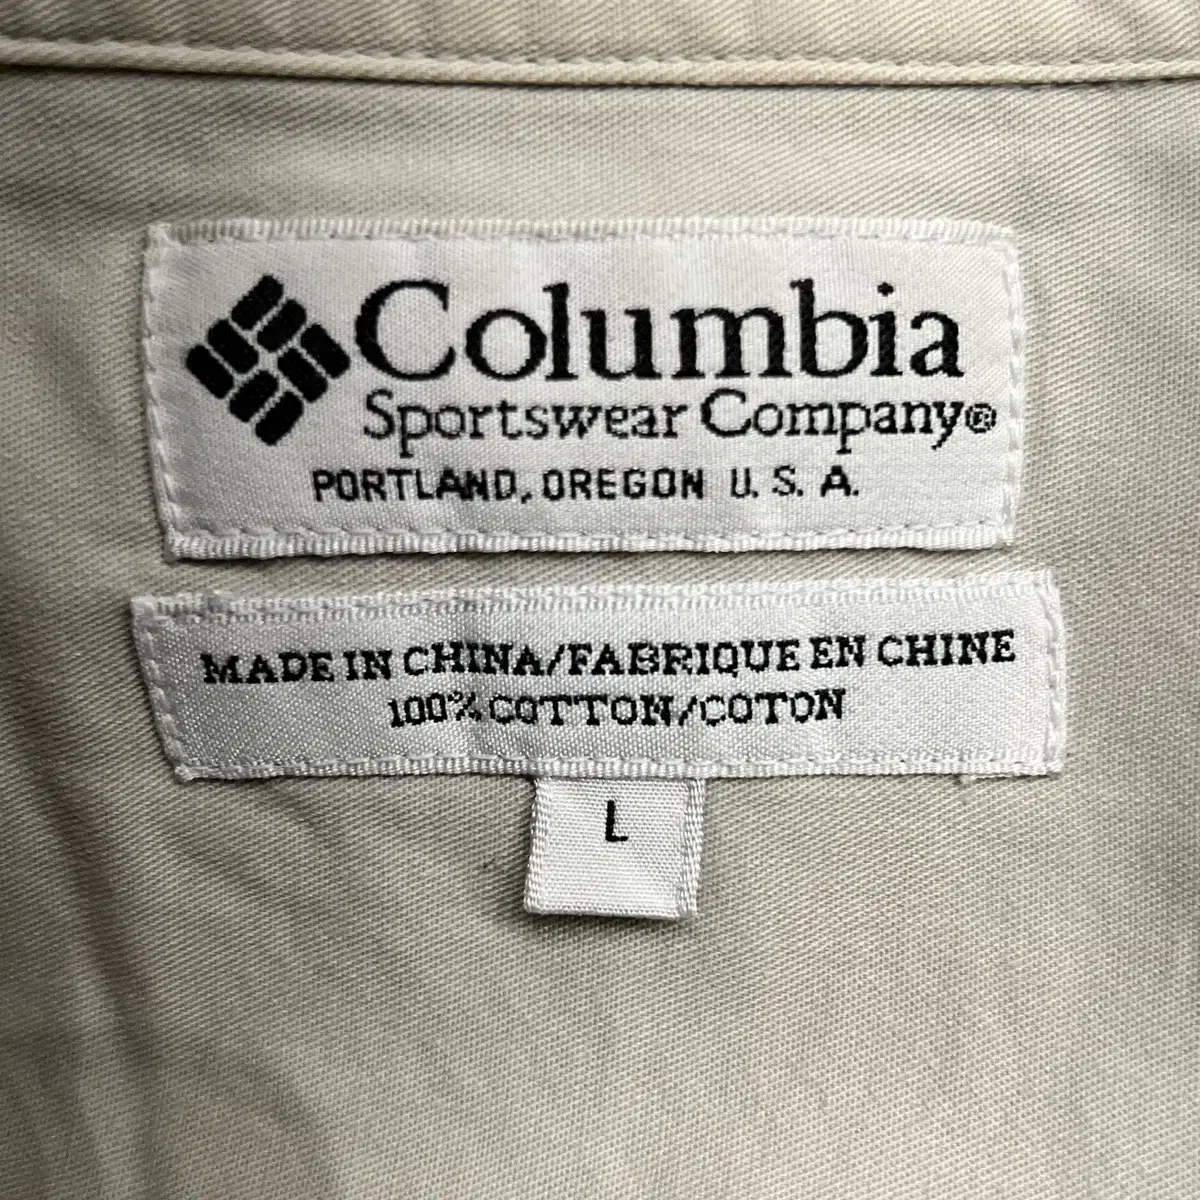 Columbia
Sportswear Company®
PORTLAND, OREGON U. S. A.
MADE IN CHINA/FABRIQUE EN CHINE
100% COTTON/COTON
L